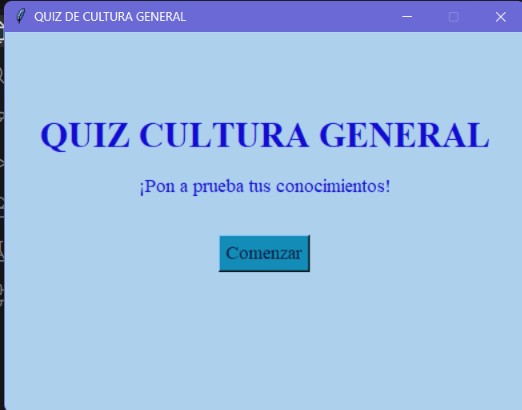 QUIZ DE CULTURA GENERAL
QUIZ CULTURA GENERAL
¡Pon a prueba tus conocimientos!
Comenzar